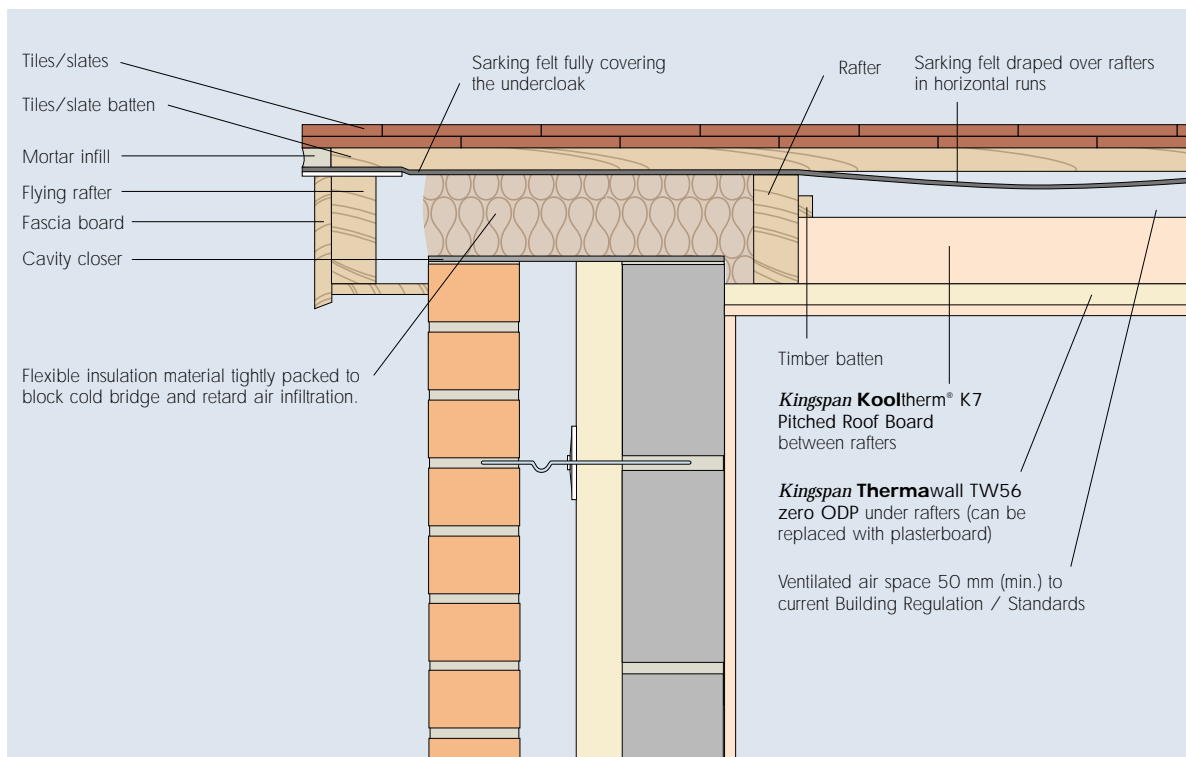 Tiles/slates
Tiles/slate batten
Mortar infill
Flying rafter
Fascia board
Cavity closer
Flexible insulation material tightly packed to
block cold bridge and retard air infiltration.
Sarking felt fully covering
the undercloak
Rafter
Sarking felt draped over rafters
in horizontal runs
Timber batten
Kingspan Kooltherm® K7
Pitched Roof Board
between rafters
Kingspan Thermawall TW56
zero ODP under rafters (can be
replaced with plasterboard)
Ventilated air space 50 mm (min.) to
current Building Regulation / Standards